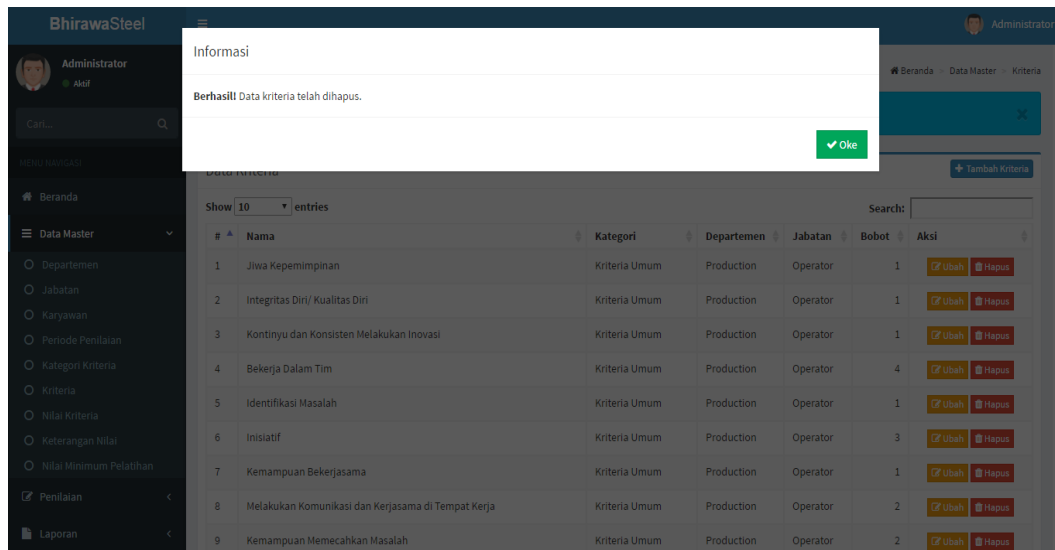 BhirawaSteel
Administrator
Administrator
Aktif
Cari...
MENU NAVIGASI
Beranda
Data Master
Departemen
Jabatan
Karyawan
Periode Penilaian
Kategori Kriteria
Kriteria
Nilai Kriteria
Keterangan Nilai
Nilai Minimum Pelatihan
Penilaian
Laporan
Informasi
Berhasil! Data kriteria telah dihapus.
Oke
Beranda > Data Master > Kriteria
Data Kriteria
Tambah Kriteria
Show 10 entries
Search:
# Nama Kategori Departemen Jabatan Bobot Aksi
1 Jiwa Kepemimpinan Kriteria Umum Production Operator 1 Ubah Hapus
2 Integritas Diri/ Kualitas Diri Kriteria Umum Production Operator 1 Ubah Hapus
3 Kontinyu dan Konsisten Melakukan Inovasi Kriteria Umum Production Operator 1 Ubah Hapus
4 Bekerja Dalam Tim Kriteria Umum Production Operator 4 Ubah Hapus
5 Identifikasi Masalah Kriteria Umum Production Operator 1 Ubah Hapus
6 Inisiatif Kriteria Umum Production Operator 3 Ubah Hapus
7 Kemampuan Bekerjasama Kriteria Umum Production Operator 1 Ubah Hapus
8 Melakukan Komunikasi dan Kerjasama di Tempat Kerja Kriteria Umum Production Operator 2 Ubah Hapus
9 Kemampuan Memecahkan Masalah Kriteria Umum Production Operator 2 Ubah Hapus